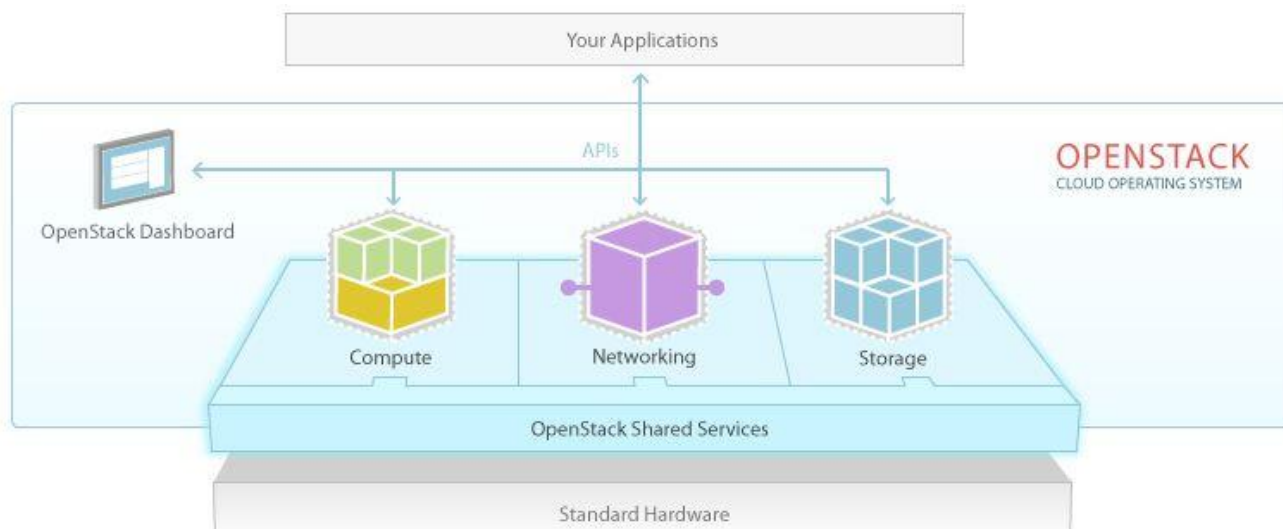 Your Applications
APIs
OPENSTACK
CLOUD OPERATING SYSTEM
OpenStack Dashboard
Compute
Networking
Storage
OpenStack Shared Services
Standard Hardware